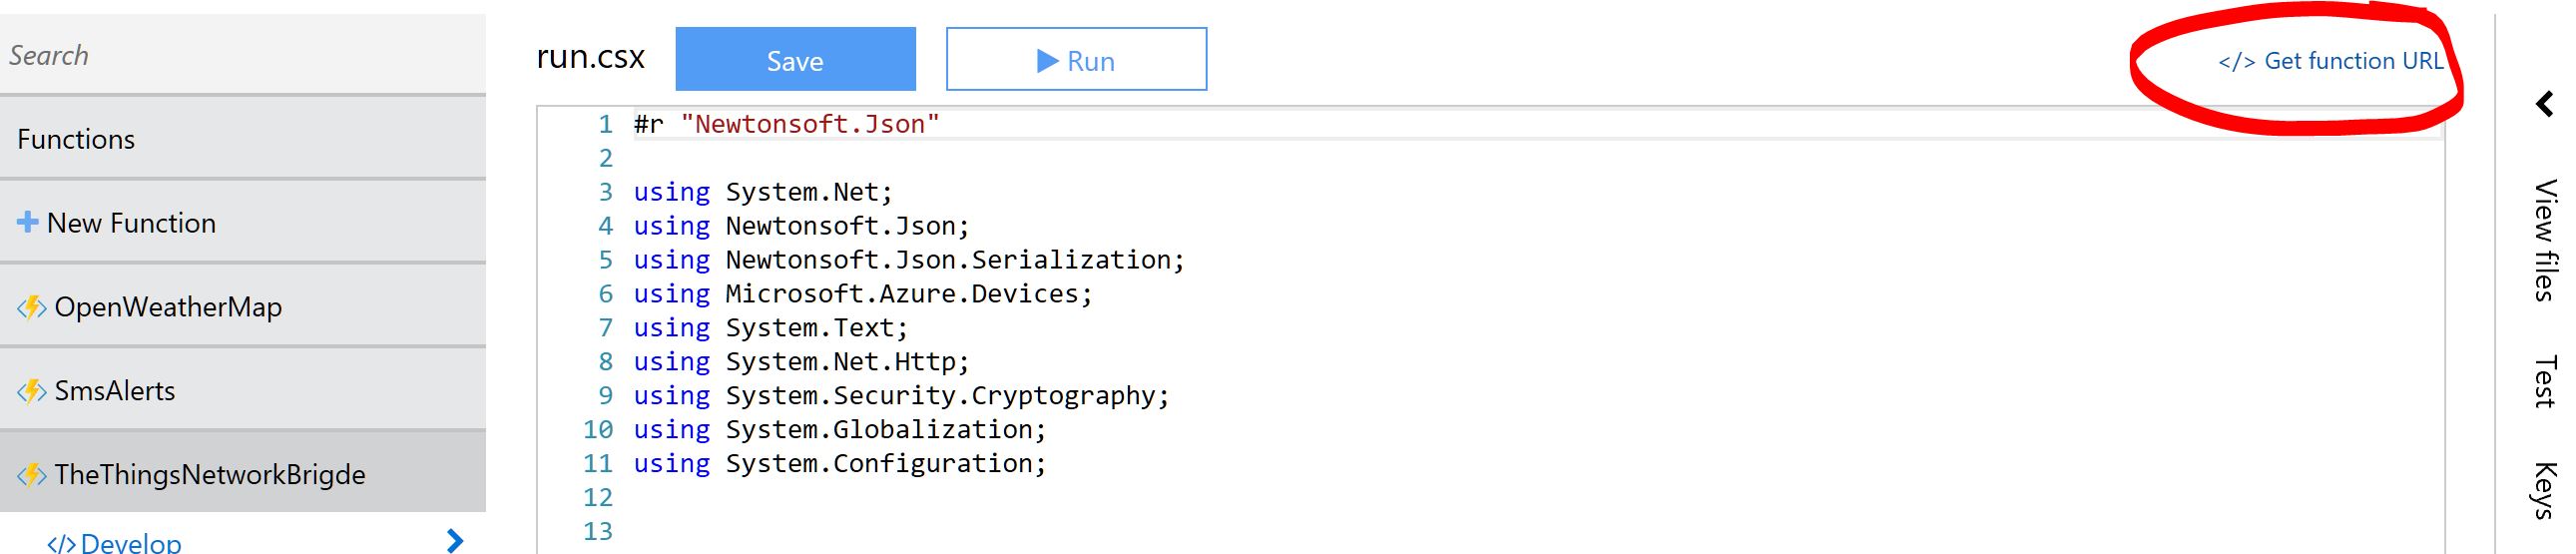 Search
Functions
New Function
OpenWeatherMap
SmsAlerts
TheThingsNetworkBrigde
</> Develop
run.csx
Save
Run
</> Get function URL
1 #r "Newtonsoft.Json"
2
3 using System.Net;
4 using Newtonsoft.Json;
5 using Newtonsoft.Json.Serialization;
6 using Microsoft.Azure.Devices;
7 using System.Text;
8 using System.Net.Http;
9 using System.Security.Cryptography;
10 using System.Globalization;
11 using System.Configuration;
12
13
View files
Test
Keys